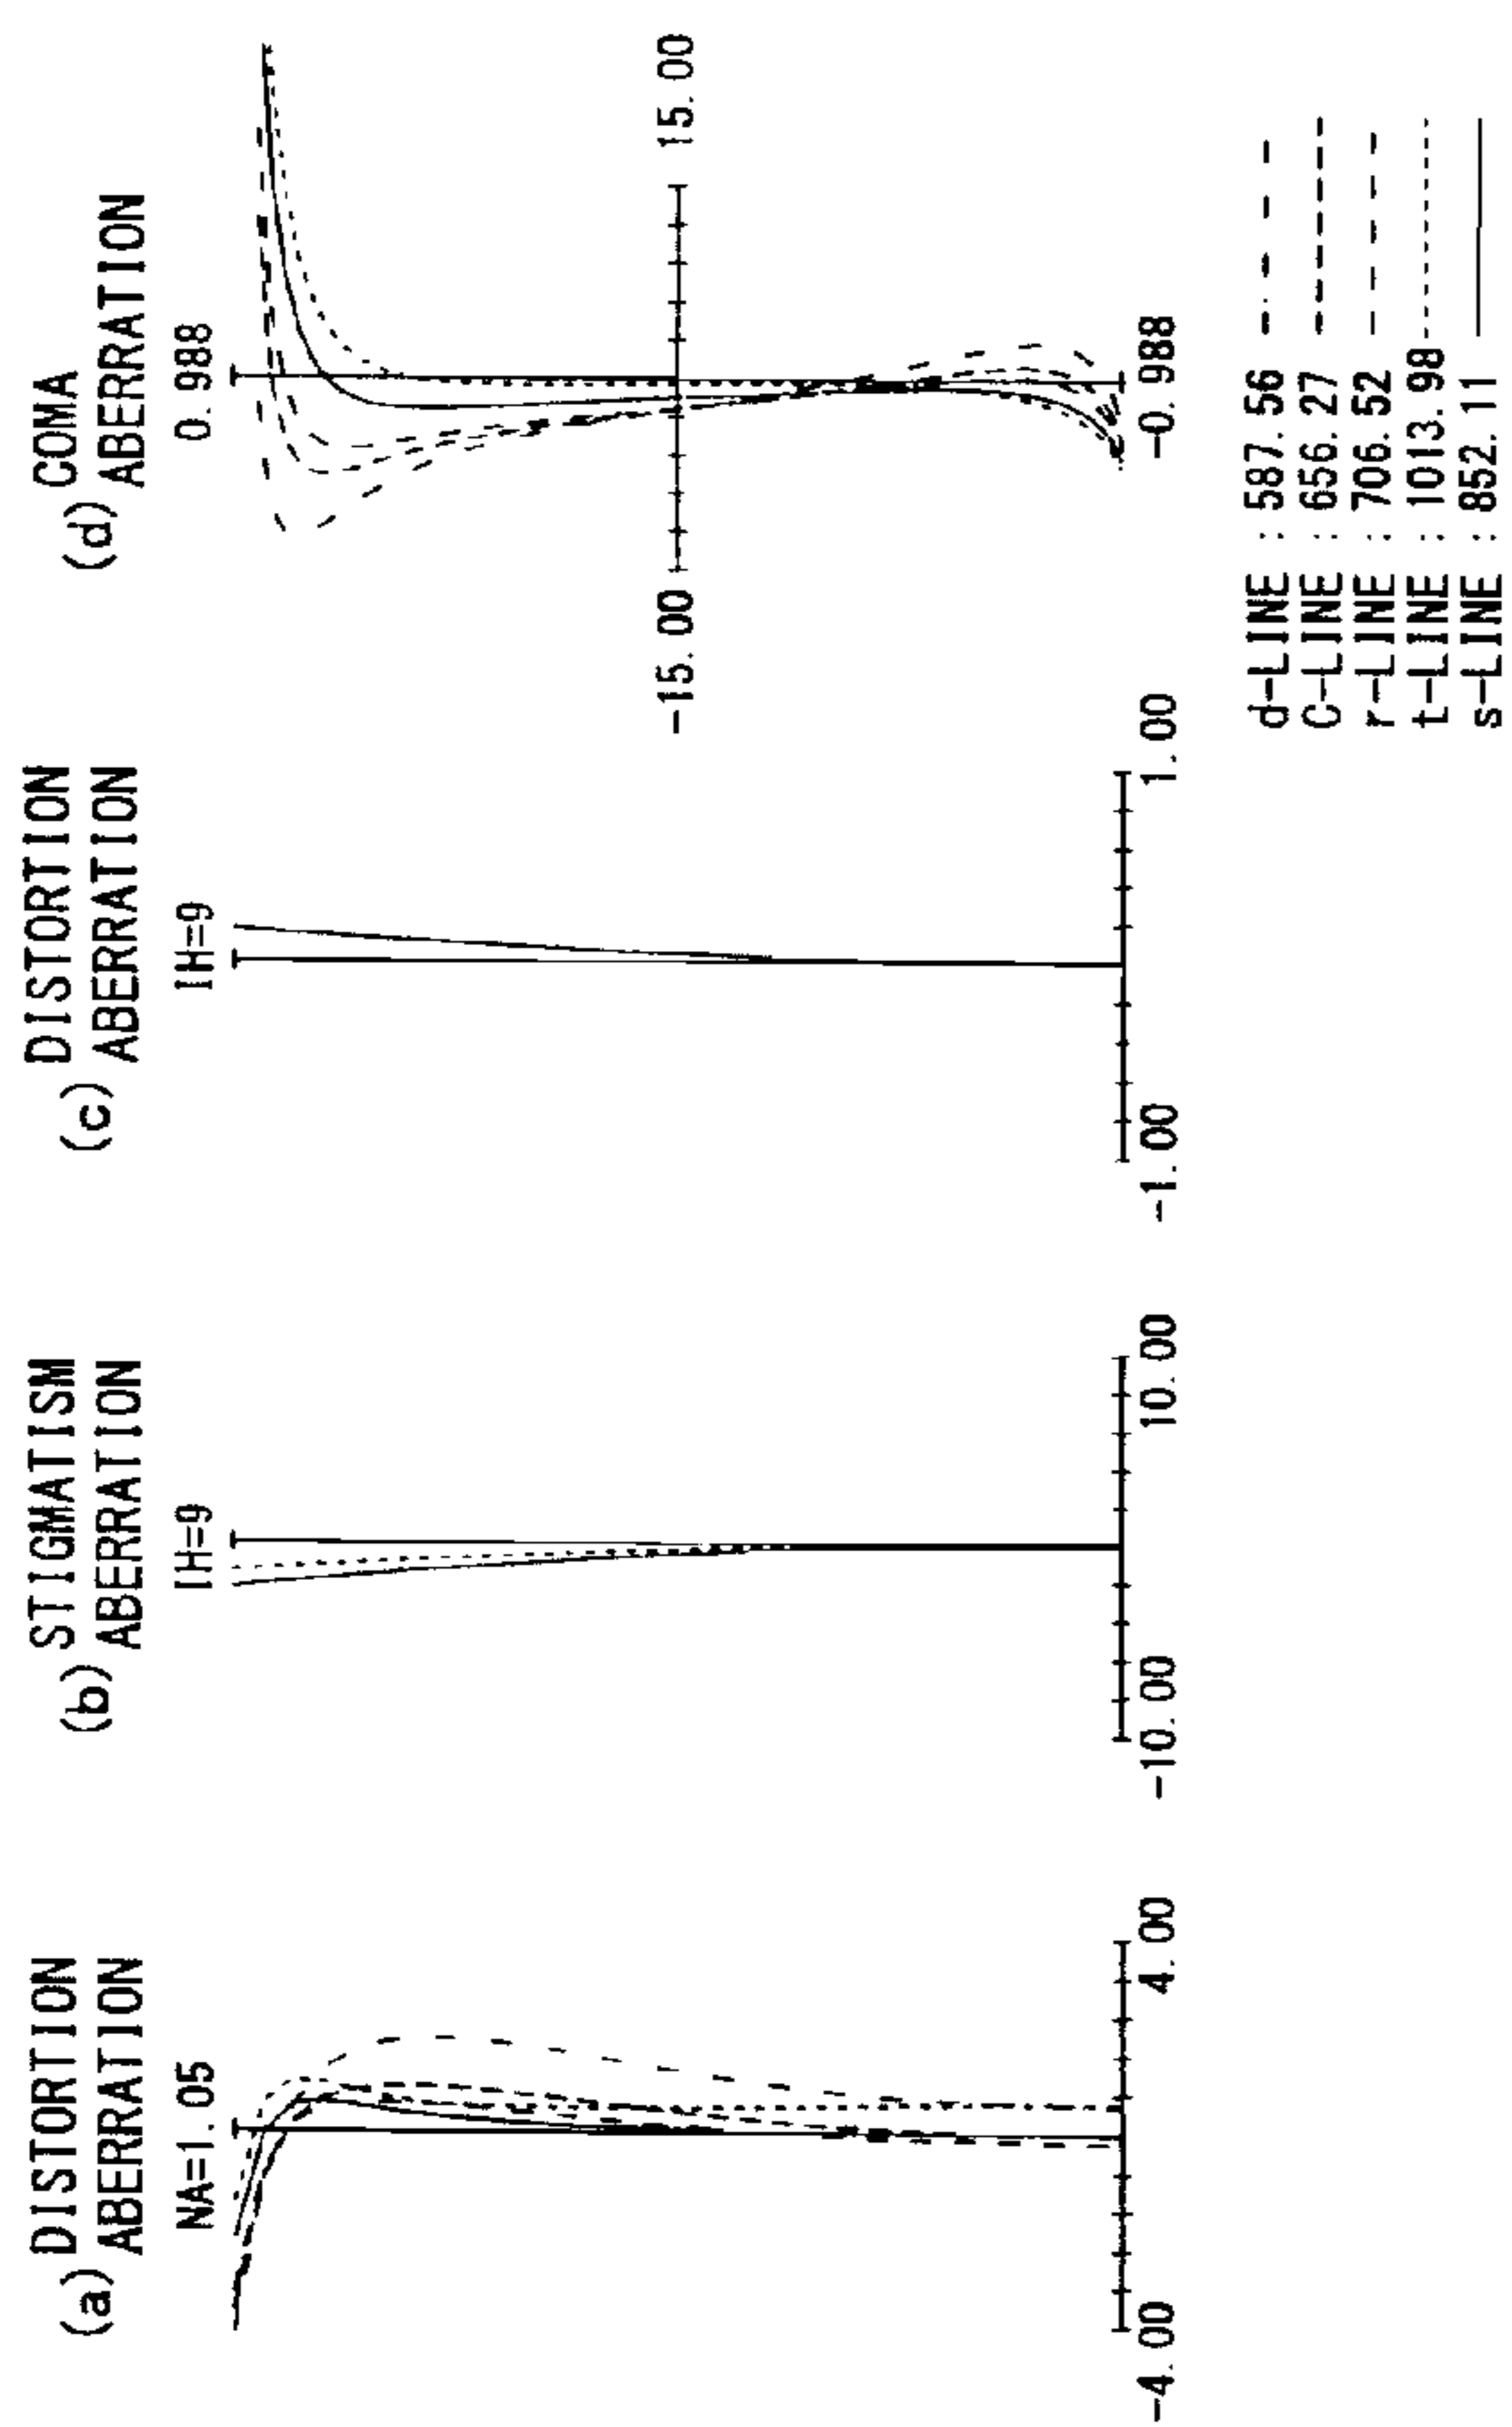 (a) DISTORTION
ABERRATION
NA=1.05
-4.00
4.00
(b) STIGMATISM
ABERRATION
IH=9
-10.00
10.00
(c) DISTORTION
ABERRATION
IH=9
-1.00
1.00
(d) COMA
ABERRATION
0.988
-15.00
15.00
-0.988
d-LINE : 587.56
C-LINE : 656.27
r-LINE : 706.52
t-LINE : 1013.98
s-LINE : 852.11